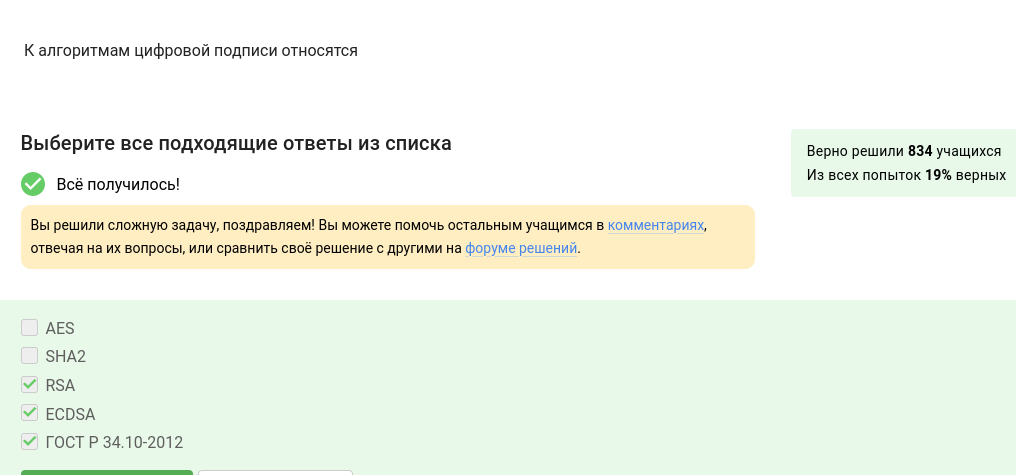 К алгоритмам цифровой подписи относятся
Выберите все подходящие ответы из списка
Верно решили 834 учащихся
Из всех попыток 19% верных
Всё получилось!
Вы решили сложную задачу, поздравляем! Вы можете помочь остальным учащимся в комментариях,
отвечая на их вопросы, или сравнить своё решение с другими на форуме решений.
AES
SHA2
RSA
ECDSA
ГОСТ Р 34.10-2012